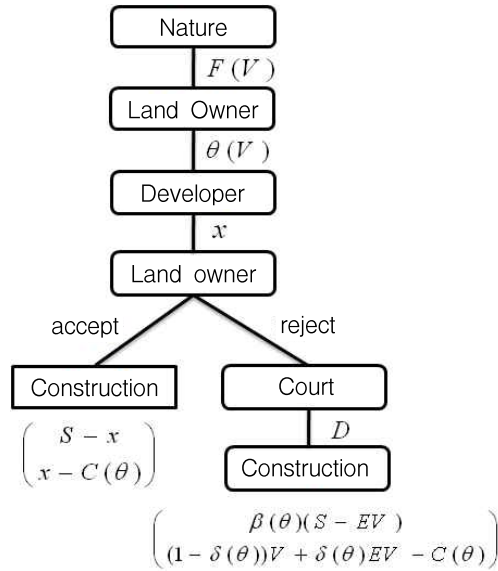 Nature
F (V)
Land Owner
θ (V)
Developer
x
Land owner
accept
reject
Construction
Court
S − x
x − C (θ)
D
Construction
β (θ)(S − EV)
(1 − δ (θ))V + δ (θ)EV − C (θ)